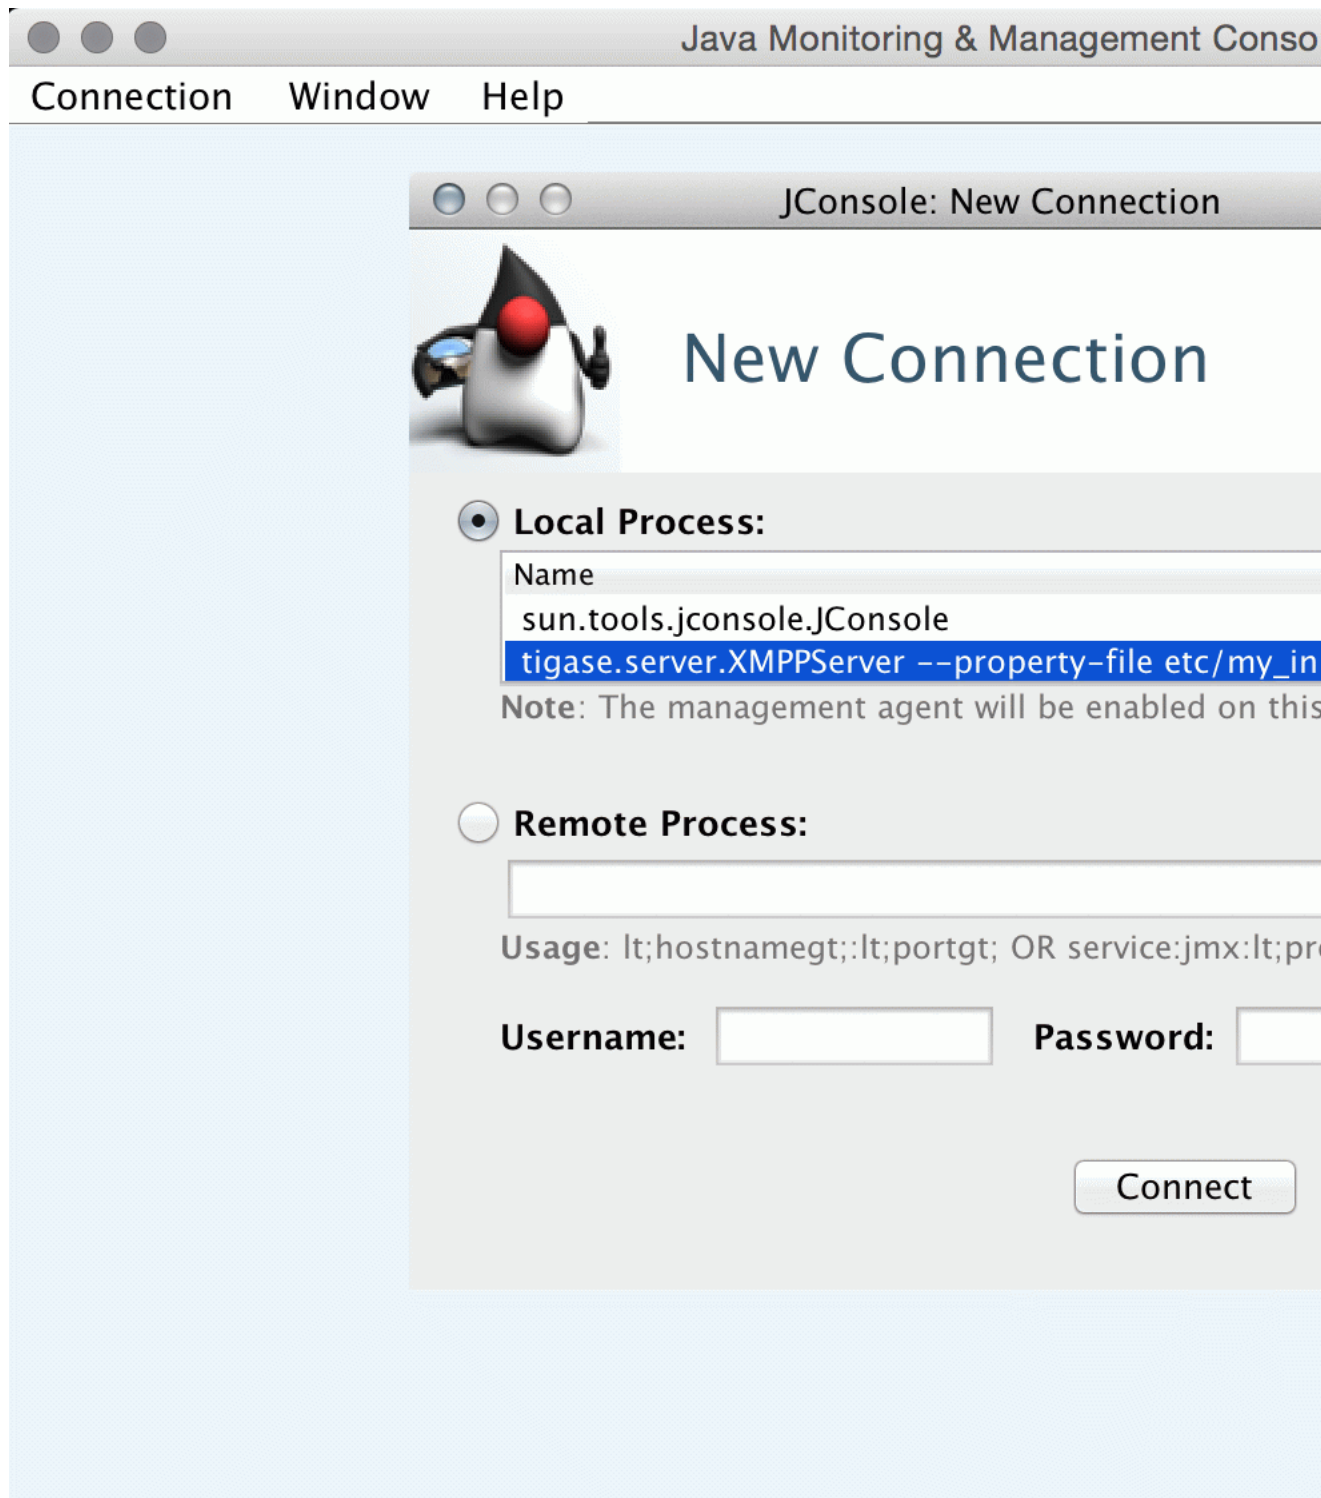 Java Monitoring & Management Conso
Connection Window Help
JConsole: New Connection
New Connection
Local Process:
Name
sun.tools.jconsole.JConsole
tigase.server.XMPPServer --property-file etc/my_in
Note: The management agent will be enabled on this
Remote Process:
Usage: lt;hostnamegt;:lt;portgt; OR service:jmx:lt;pr
Username: Password:
Connect